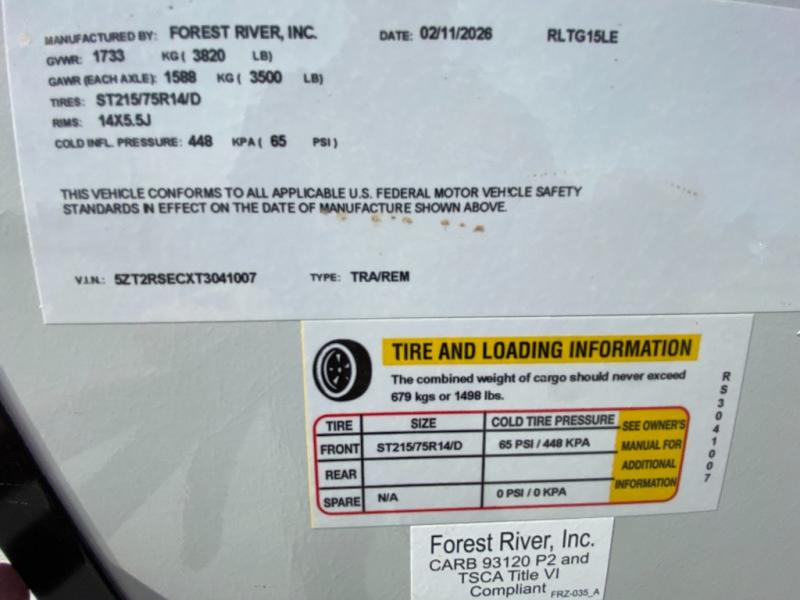 MANUFACTURED BY: FOREST RIVER, INC. DATE: 02/11/2026 RLTG15LE
GVWR: 1733 KG ( 3820 LB)
GAWR (EACH AXLE): 1588 KG ( 3500 LB)
TIRES: ST215/75R14/D
RIMS: 14X5.5J
COLD INFL. PRESSURE: 448 KPA ( 65 PSI )
THIS VEHICLE CONFORMS TO ALL APPLICABLE U.S. FEDERAL MOTOR VEHICLE SAFETY
STANDARDS IN EFFECT ON THE DATE OF MANUFACTURE SHOWN ABOVE.
V.I.N.: 5ZT2RSECXT3041007 TYPE: TRA/REM
TIRE AND LOADING INFORMATION
The combined weight of cargo should never exceed
679 kgs or 1498 lbs.
TIRE SIZE COLD TIRE PRESSURE
FRONT ST215/75R14/D 65 PSI / 448 KPA
REAR
SPARE N/A 0 PSI / 0 KPA
SEE OWNER'S
MANUAL FOR
ADDITIONAL
INFORMATION
RS3041007
Forest River, Inc.
CARB 93120 P2 and
TSCA Title VI
Compliant FRZ-035_A